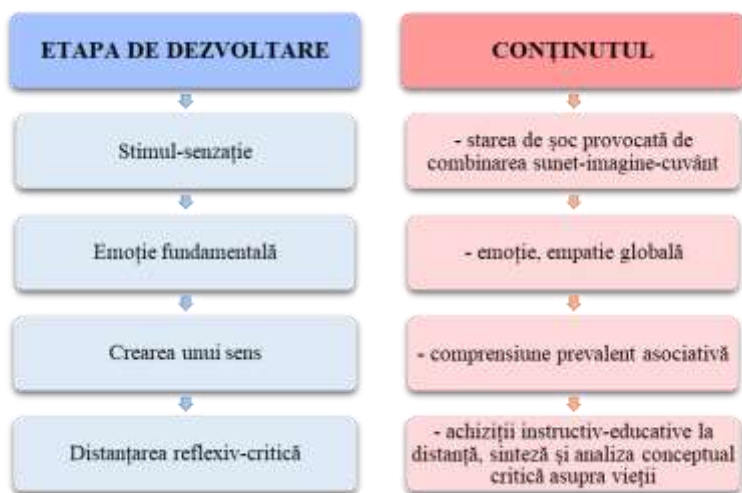 ETAPA DE DEZVOLTARE
Stimul-senzație
Emoție fundamentală
Crearea unui sens
Distanțarea reflexiv-critică
CONȚINUTUL
- starea de șoc provocată de
combinarea sunet-imagine-cuvânt
- emoție, empatie globală
- comprensiune prevalent asociativă
- achiziții instructiv-educative la
distanță, sinteză și analiza conceptual
critică asupra vieții